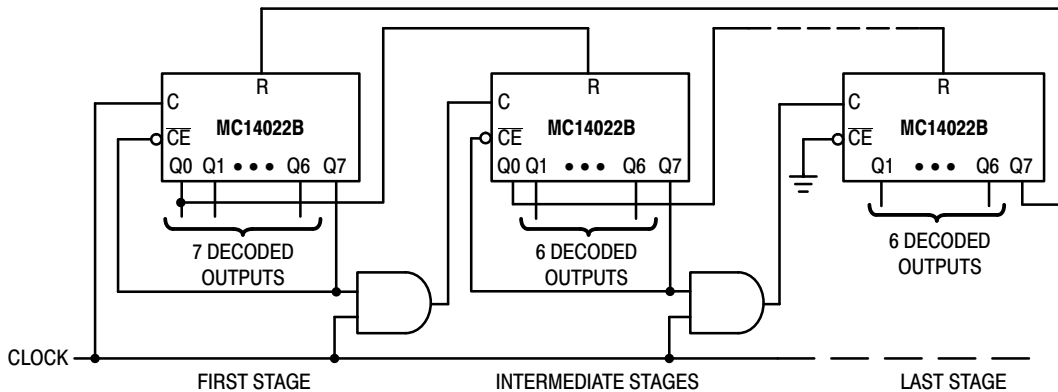 R R R
C C C
MC14022B MC14022B MC14022B
CE CE CE
Q0 Q1 ••• Q6 Q7 Q0 Q1 ••• Q6 Q7 Q1 ••• Q6 Q7
7 DECODED 6 DECODED 6 DECODED
OUTPUTS OUTPUTS OUTPUTS
CLOCK
FIRST STAGE INTERMEDIATE STAGES LAST STAGE